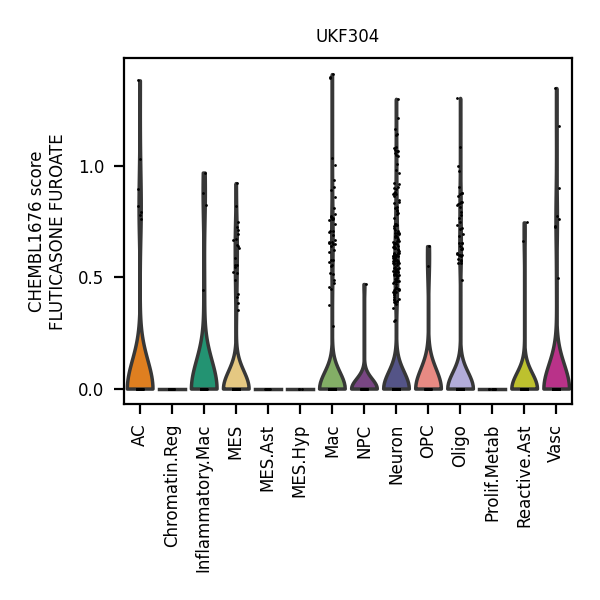 UKF304
CHEMBL1676 score
FLUTICASONE FUROATE
1.0
0.5
0.0
AC
Chromatin.Reg
Inflammatory.Mac
MES
MES.Ast
MES.Hyp
Mac
NPC
Neuron
OPC
Oligo
Prolif.Metab
Reactive.Ast
Vasc